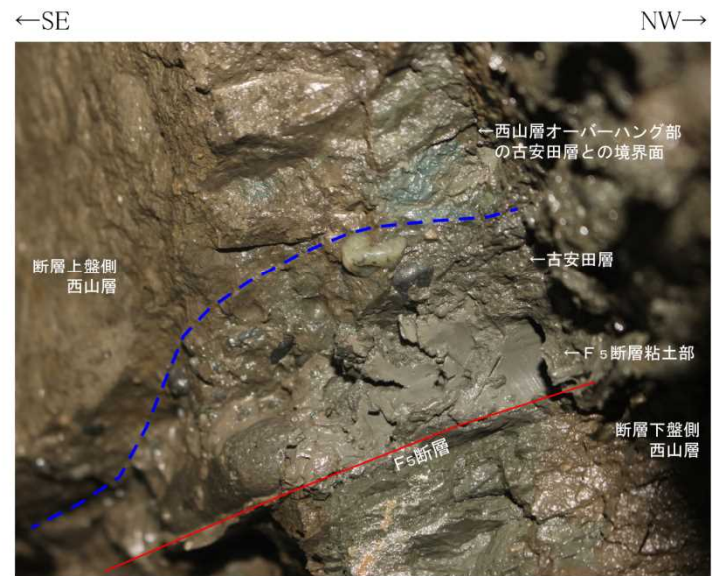 ←SE
NW→
←西山層オーバーハング部
の古安田層との境界面
断層上盤側
西山層
←古安田層
←F5断層粘土部
断層下盤側
西山層
F5断層